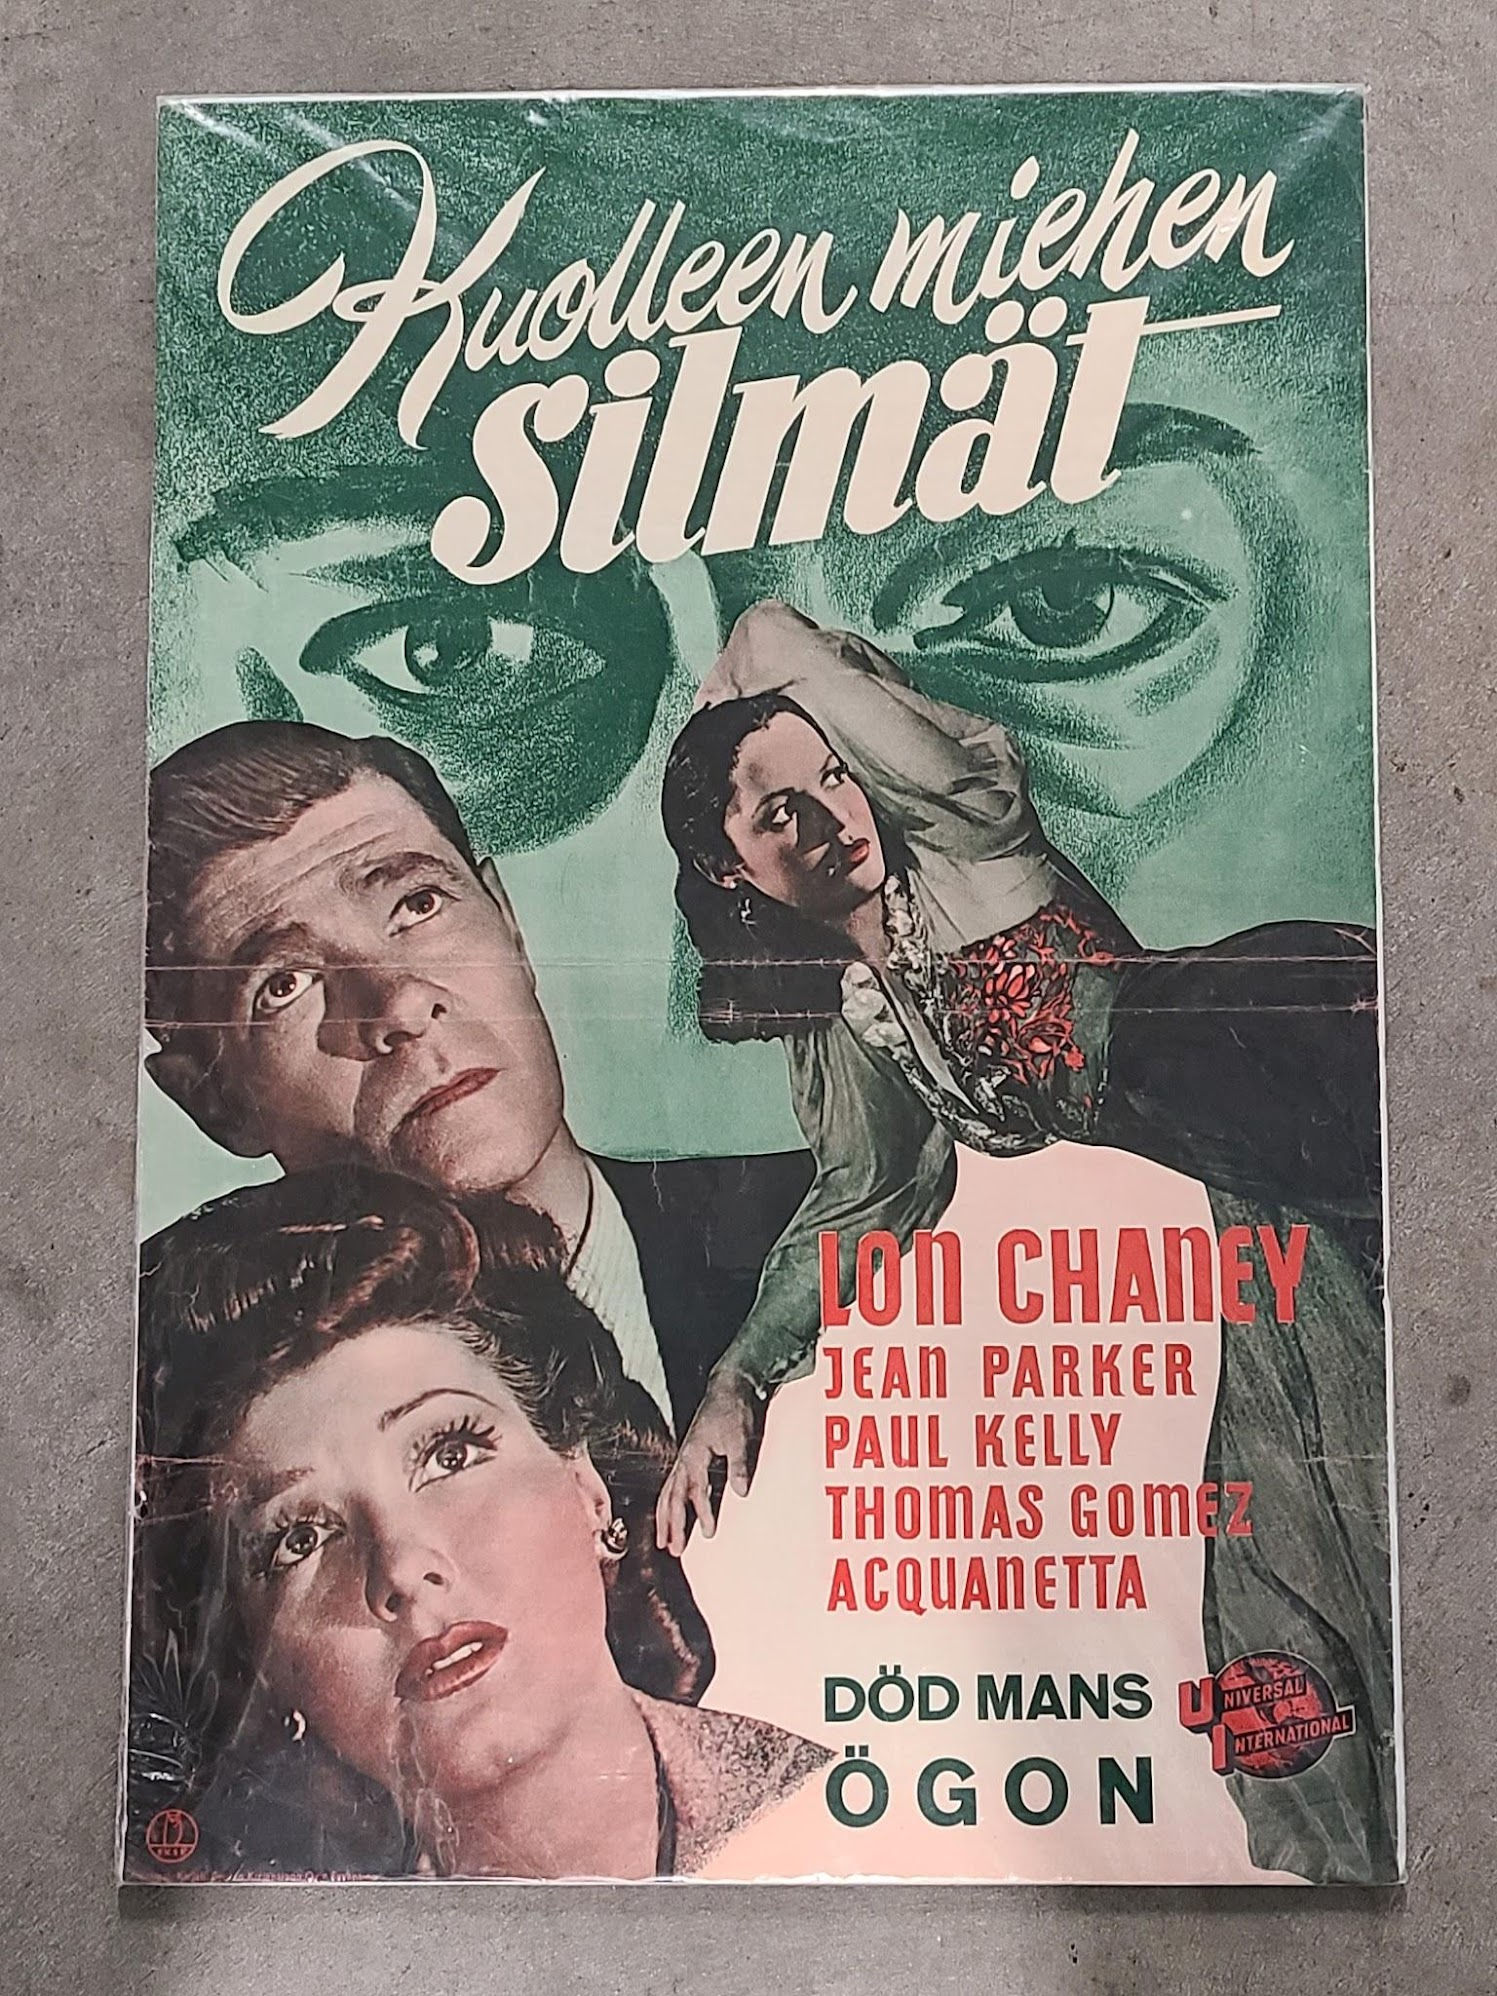 Kuolleen miehen
silmät
LON CHANEY
JEAN PARKER
PAUL KELLY
THOMAS GOMEZ
ACQUANETTA
DÖD MANS
ÖGON
UNIVERSAL
INTERNATIONAL